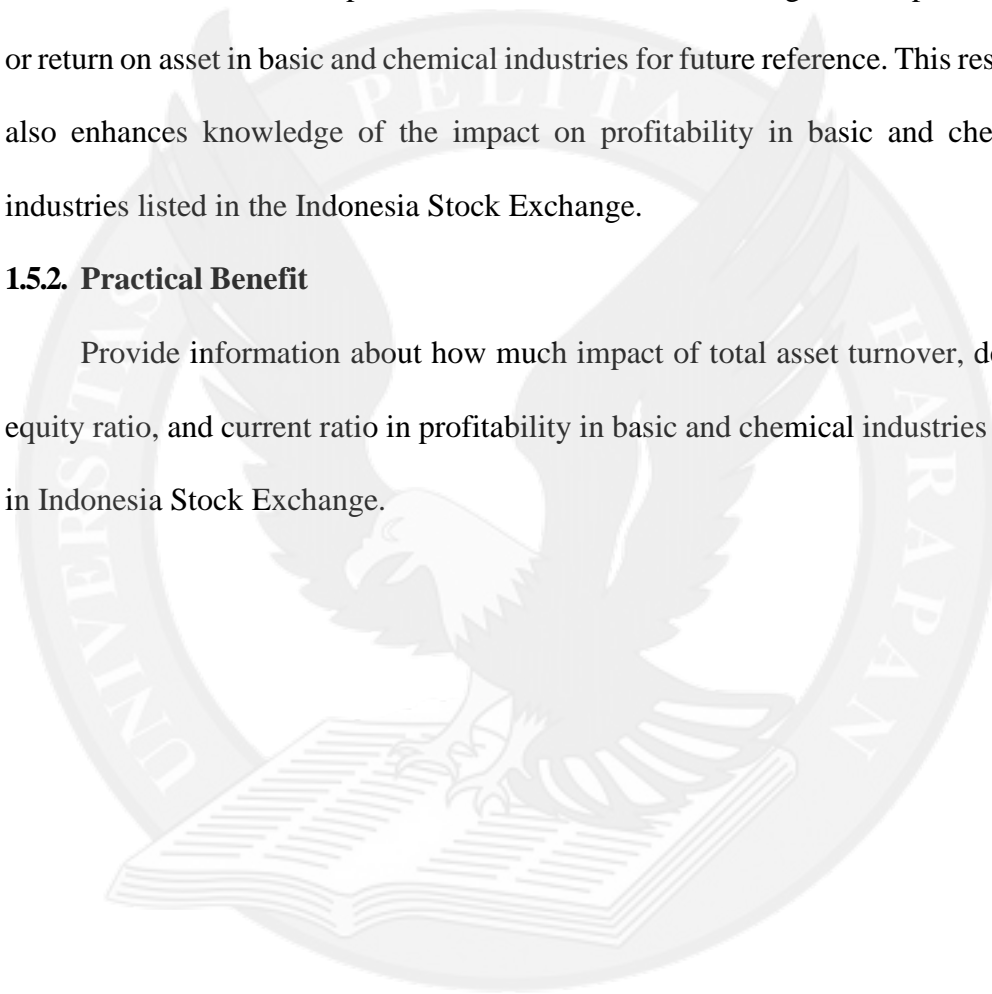 or return on asset in basic and chemical industries for future reference. This res
also enhances knowledge of the impact on profitability in basic and che
industries listed in the Indonesia Stock Exchange.
1.5.2. Practical Benefit
Provide information about how much impact of total asset turnover, d
equity ratio, and current ratio in profitability in basic and chemical industries
in Indonesia Stock Exchange.
UNIVERSITAS PELITA HARAPAN